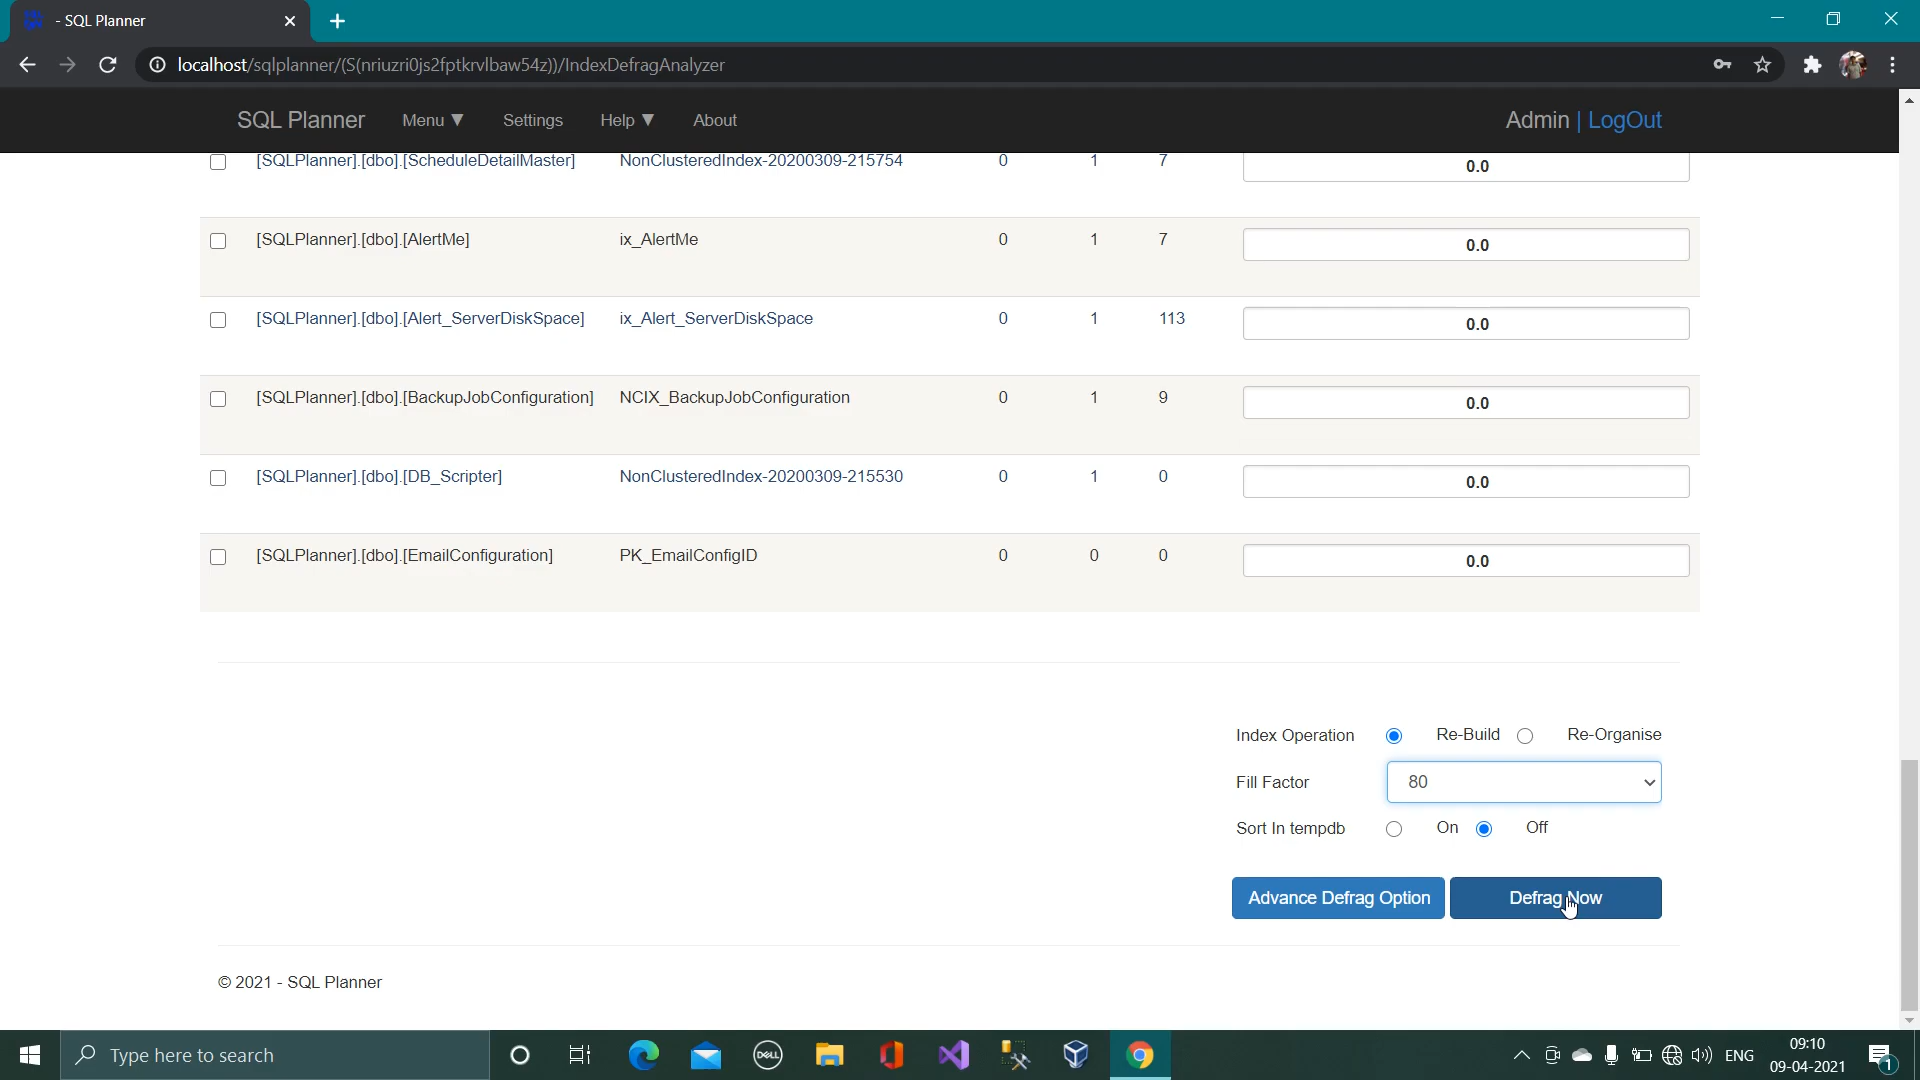 - SQL Planner
localhost/sqlplanner/(S(nriuzri0js2fptkrvlbaw54z))/IndexDefragAnalyzer
SQL Planner Menu ▼ Settings Help ▼ About Admin | LogOut
[SQLPlanner].[dbo].[ScheduleDetailMaster] NonClusteredIndex-20200309-215754 0 1 7 0.0
[SQLPlanner].[dbo].[AlertMe] ix_AlertMe 0 1 7 0.0
[SQLPlanner].[dbo].[Alert_ServerDiskSpace] ix_Alert_ServerDiskSpace 0 1 113 0.0
[SQLPlanner].[dbo].[BackupJobConfiguration] NCIX_BackupJobConfiguration 0 1 9 0.0
[SQLPlanner].[dbo].[DB_Scripter] NonClusteredIndex-20200309-215530 0 1 0 0.0
[SQLPlanner].[dbo].[EmailConfiguration] PK_EmailConfigID 0 0 0 0.0
Index Operation Re-Build Re-Organise
Fill Factor 80
Sort In tempdb On Off
Advance Defrag Option Defrag Now
© 2021 - SQL Planner
Type here to search DELL ENG 09:10
09-04-2021 1